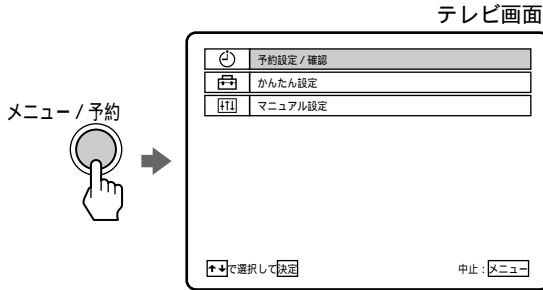 テレビ画面
メニュー / 予約
予約設定 / 確認
かんたん設定
マニュアル設定
↑↓で選択して決定
中止 : メニュー